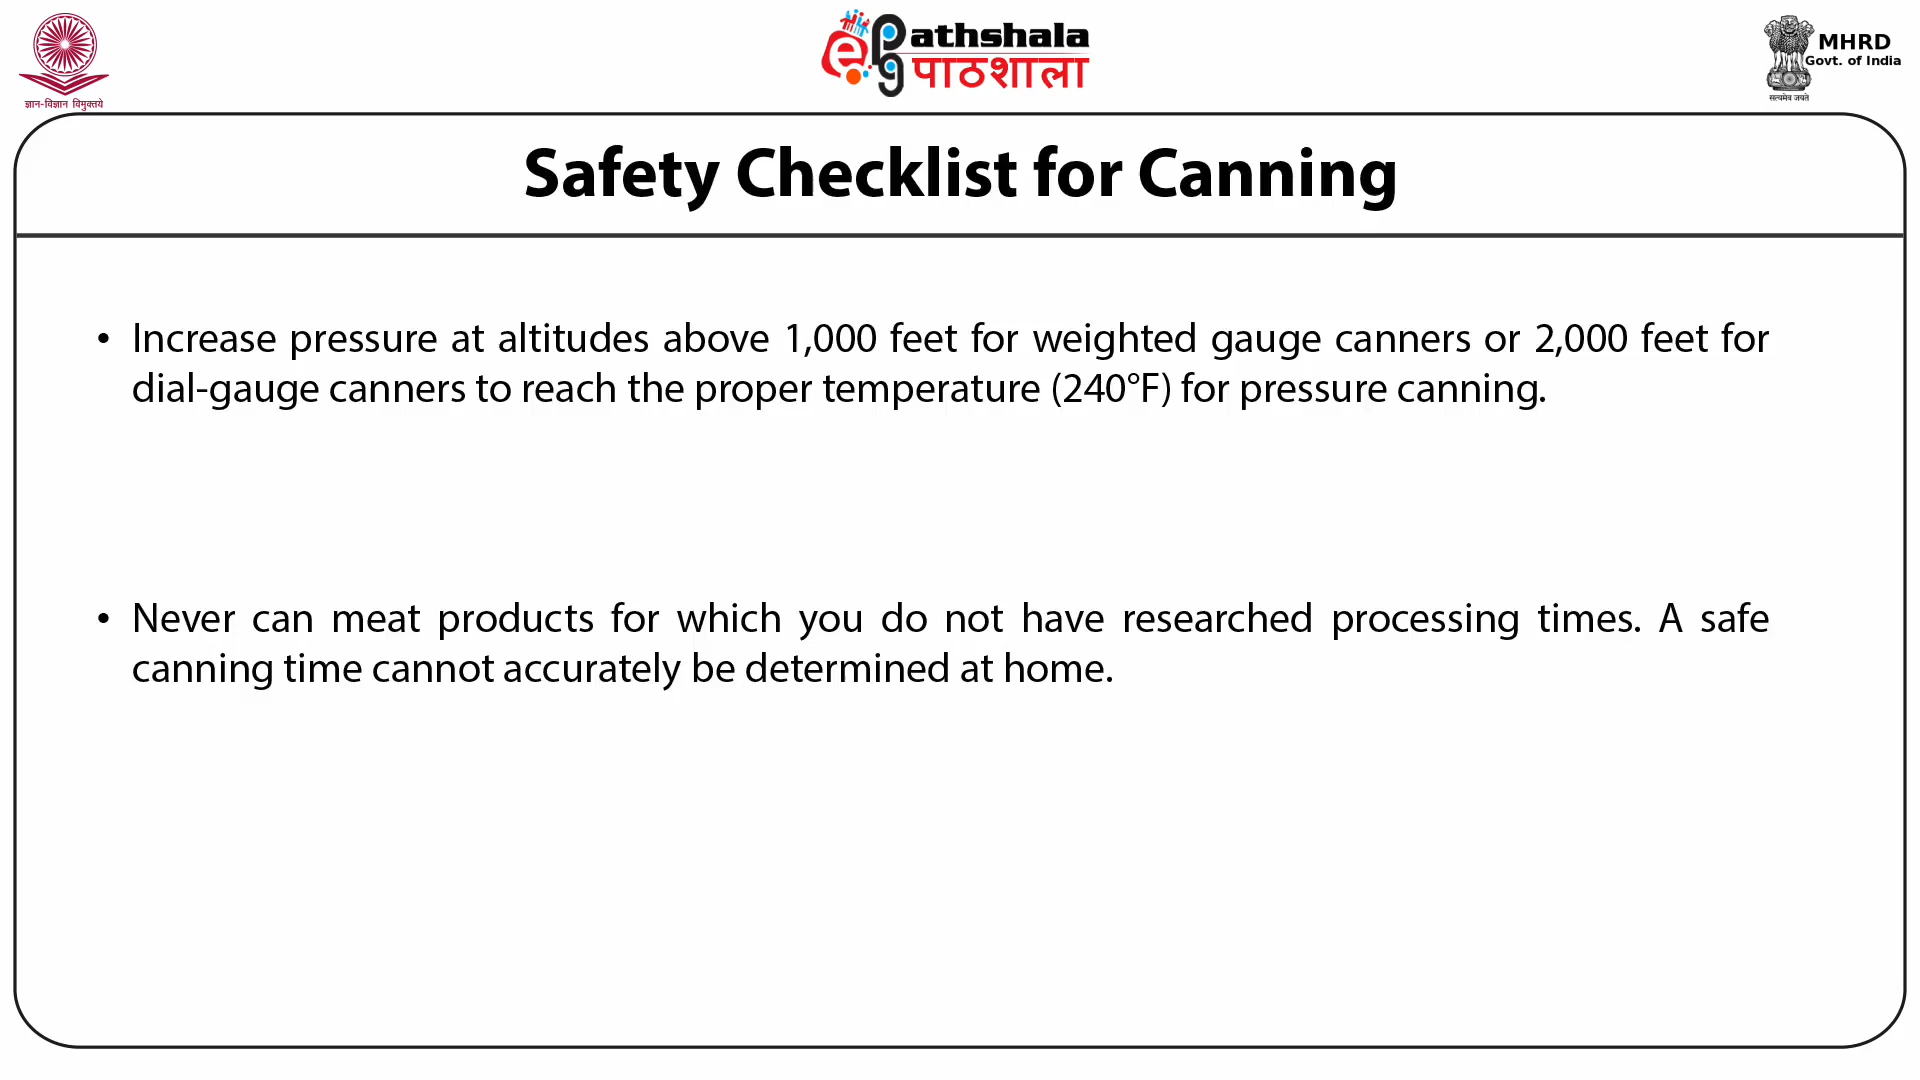 ज्ञान-विज्ञान विमुक्तये
ePathshala
पाठशाला
MHRD
Govt. of India
सत्यमेव जयते
Safety Checklist for Canning
• Increase pressure at altitudes above 1,000 feet for weighted gauge canners or 2,000 feet for
dial-gauge canners to reach the proper temperature (240°F) for pressure canning.
• Never can meat products for which you do not have researched processing times. A safe
canning time cannot accurately be determined at home.